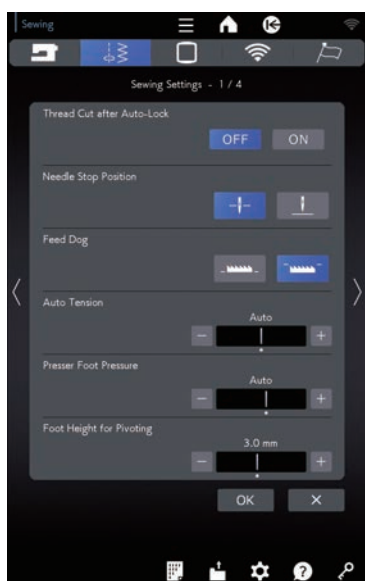 Sewing
Sewing Settings - 1 / 4
Thread Cut after Auto-Lock
OFF ON
Needle Stop Position
Feed Dog
Auto Tension
Auto
Presser Foot Pressure
Auto
Foot Height for Pivoting
3.0 mm
OK X